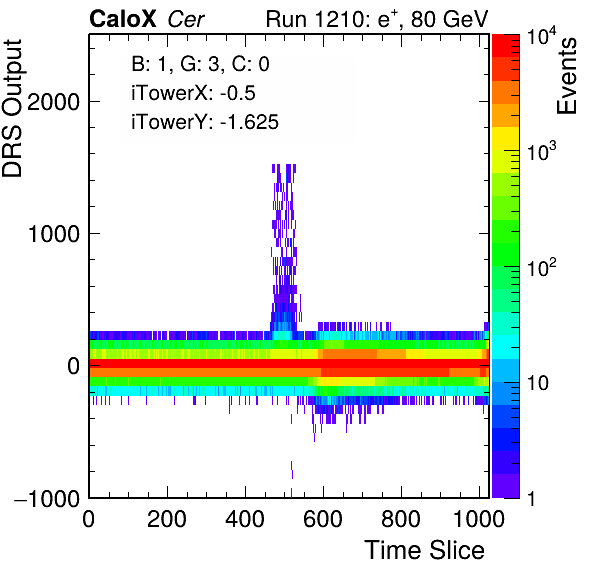 CaloX Cer
Run 1210: e⁺, 80 GeV
B: 1, G: 3, C: 0
iTowerX: -0.5
iTowerY: -1.625
DRS Output
2000
1000
0
−1000
0
200
400
600
800
1000
Time Slice
Events
10⁴
10³
10²
10
1